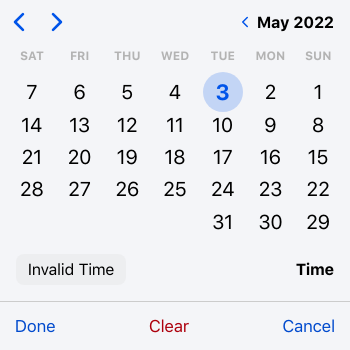 May 2022
SAT FRI THU WED TUE MON SUN
7 6 5 4 3 2 1
14 13 12 11 10 9 8
21 20 19 18 17 16 15
28 27 26 25 24 23 22
31 30 29
Invalid Time Time
Done Clear Cancel